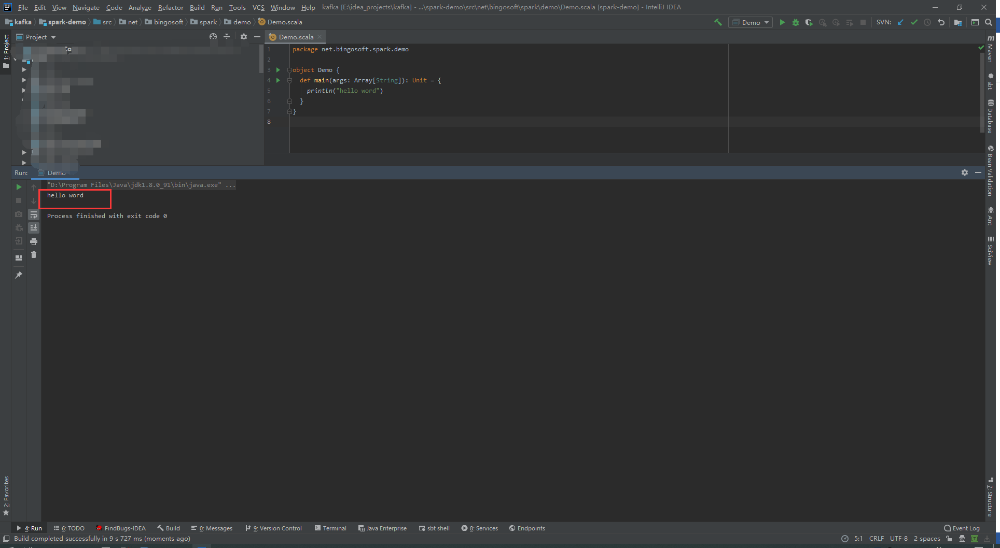 File Edit View Navigate Code Analyze Refactor Build Run Tools VCS Window Help kafka [E:\idea_projects\kafka] - ...\spark-demo\src\net\bingosoft\spark\demo\Demo.scala [spark-demo] - IntelliJ IDEA
kafka spark-demo src net bingosoft spark demo Demo.scala Demo SVN:
Project Demo.scala
1 package net.bingosoft.spark.demo
2
3 object Demo {
4 def main(args: Array[String]): Unit = {
5 println("hello word")
6 }
7 }
8
Run: Demo
"D:\Program Files\Java\jdk1.8.0_91\bin\java.exe" ...
hello word
Process finished with exit code 0
1: Project
2: Favorites
Maven
sbt
Database
Bean Validation
Ant
SciView
7: Structure
4: Run 6: TODO FindBugs-IDEA Build 0: Messages 9: Version Control Terminal Java Enterprise sbt shell 8: Services Endpoints Event Log
Build completed successfully in 9 s 727 ms (moments ago) 5:1 CRLF UTF-8 2 spaces